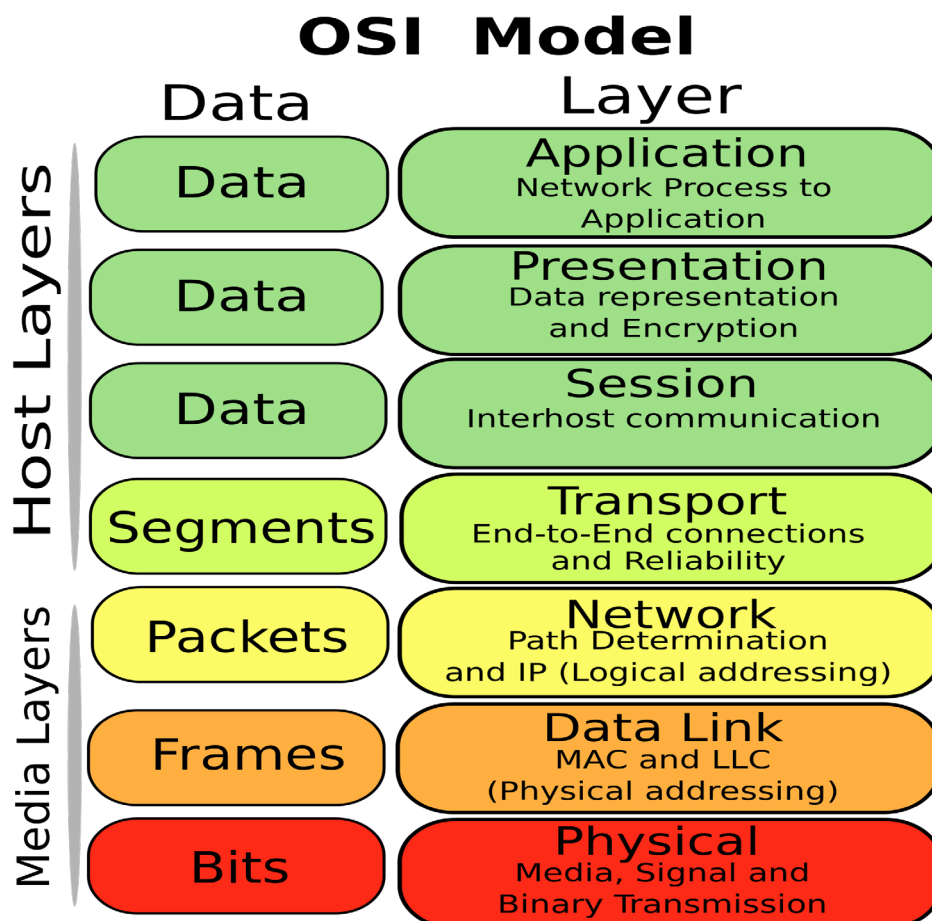 OSI Model
Data
Layer
Host Layers
Data
Application
Network Process to
Application
Data
Presentation
Data representation
and Encryption
Data
Session
Interhost communication
Segments
Transport
End-to-End connections
and Reliability
Media Layers
Packets
Network
Path Determination
and IP (Logical addressing)
Frames
Data Link
MAC and LLC
(Physical addressing)
Bits
Physical
Media, Signal and
Binary Transmission